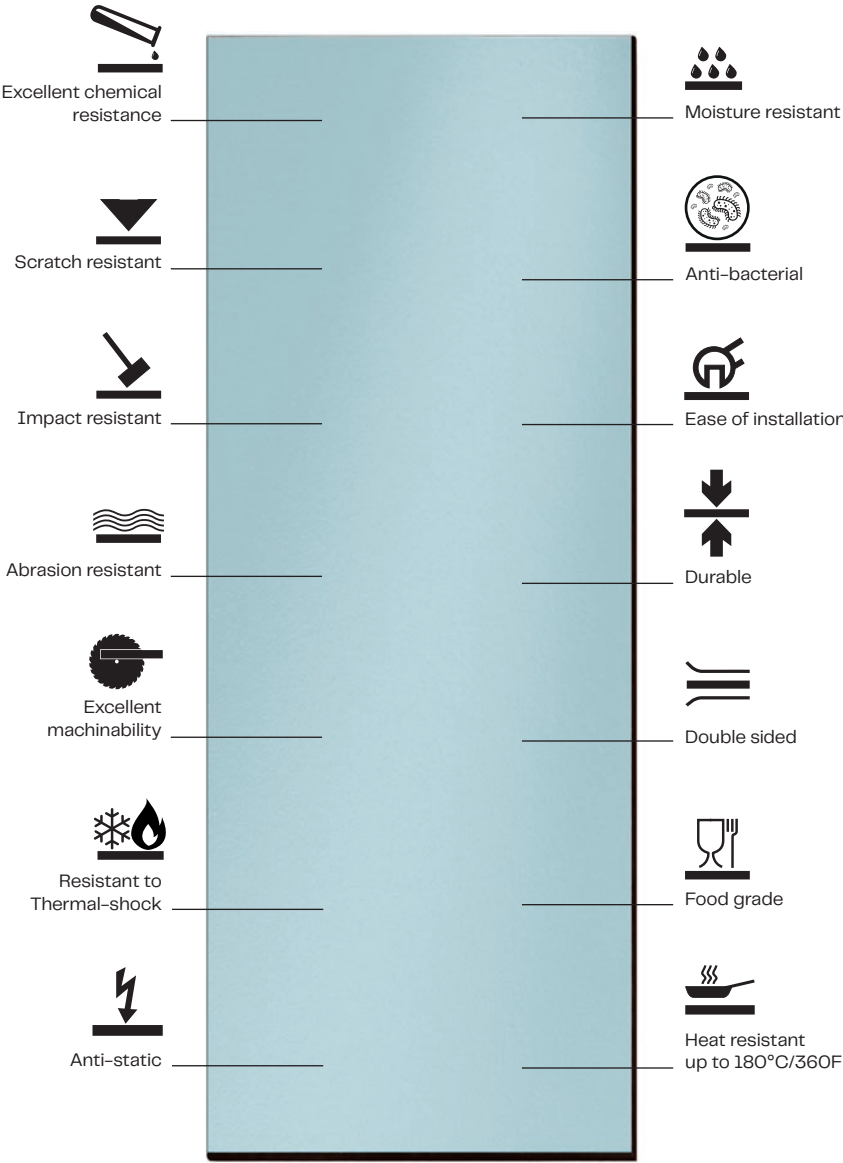 Excellent chemical
resistance
Moisture resistant
Scratch resistant
Anti-bacterial
Impact resistant
Ease of installation
Abrasion resistant
Durable
Excellent
machinability
Double sided
Resistant to
Thermal-shock
Food grade
Anti-static
Heat resistant
up to 180°C/360F